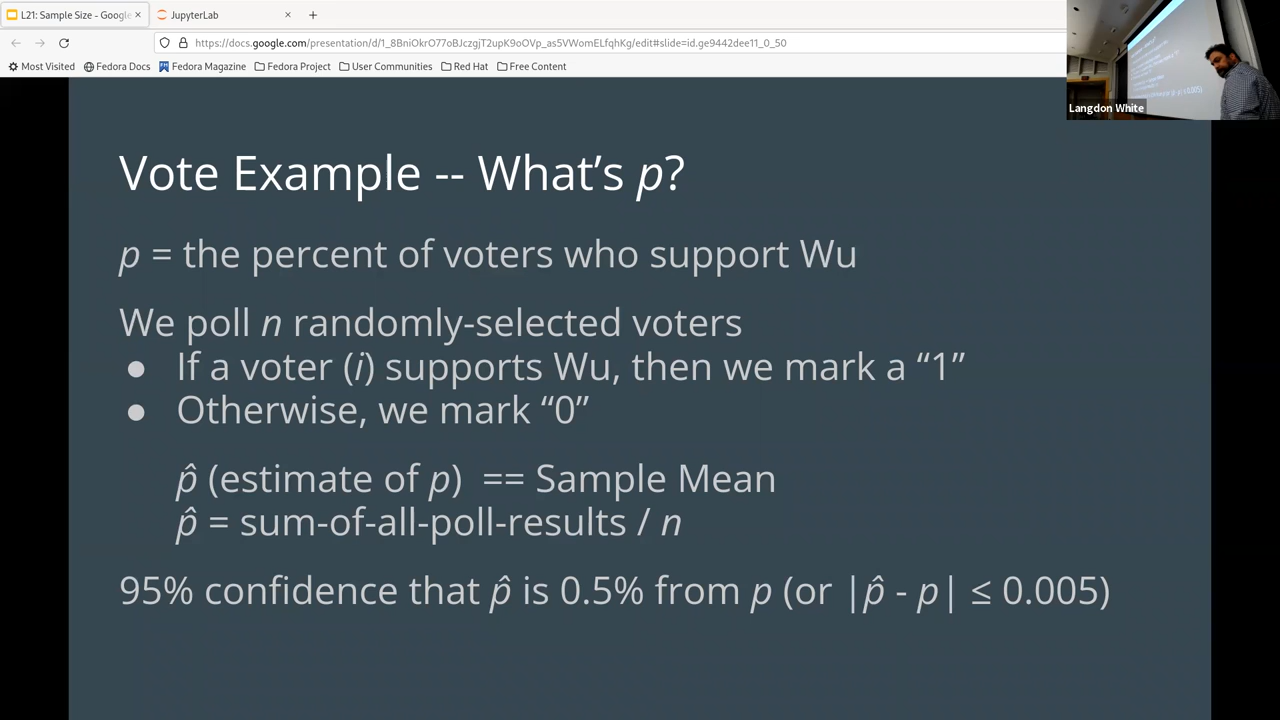 L21: Sample Size - Google
JupyterLab
https://docs.google.com/presentation/d/1_8BniOkrO77oBJczgjT2upK9oOVp_as5VWomELfqhKg/edit#slide=id.ge9442dee11_0_50
Most Visited Fedora Docs Fedora Magazine Fedora Project User Communities Red Hat Free Content
Langdon White
Vote Example -- What's p?
p = the percent of voters who support Wu
We poll n randomly-selected voters
● If a voter (i) supports Wu, then we mark a “1”
● Otherwise, we mark “0”
p̂ (estimate of p) == Sample Mean
p̂ = sum-of-all-poll-results / n
95% confidence that p̂ is 0.5% from p (or |p̂ - p| ≤ 0.005)